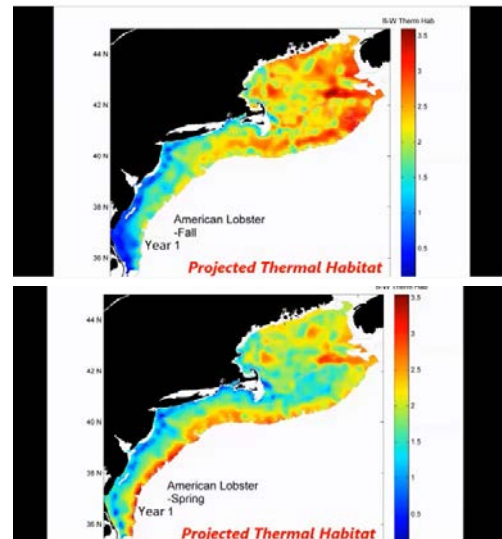 B-W Therm Hab
44 N
42 N
40 N
38 N
36 N
3.5
3
2.5
2
1.5
1
0.5
American Lobster
-Fall
Year 1
Projected Thermal Habitat
44 N
42 N
40 N
38 N
36 N
3.5
3
2.5
2
1.5
1
0.5
American Lobster
-Spring
Year 1
Projected Thermal Habitat